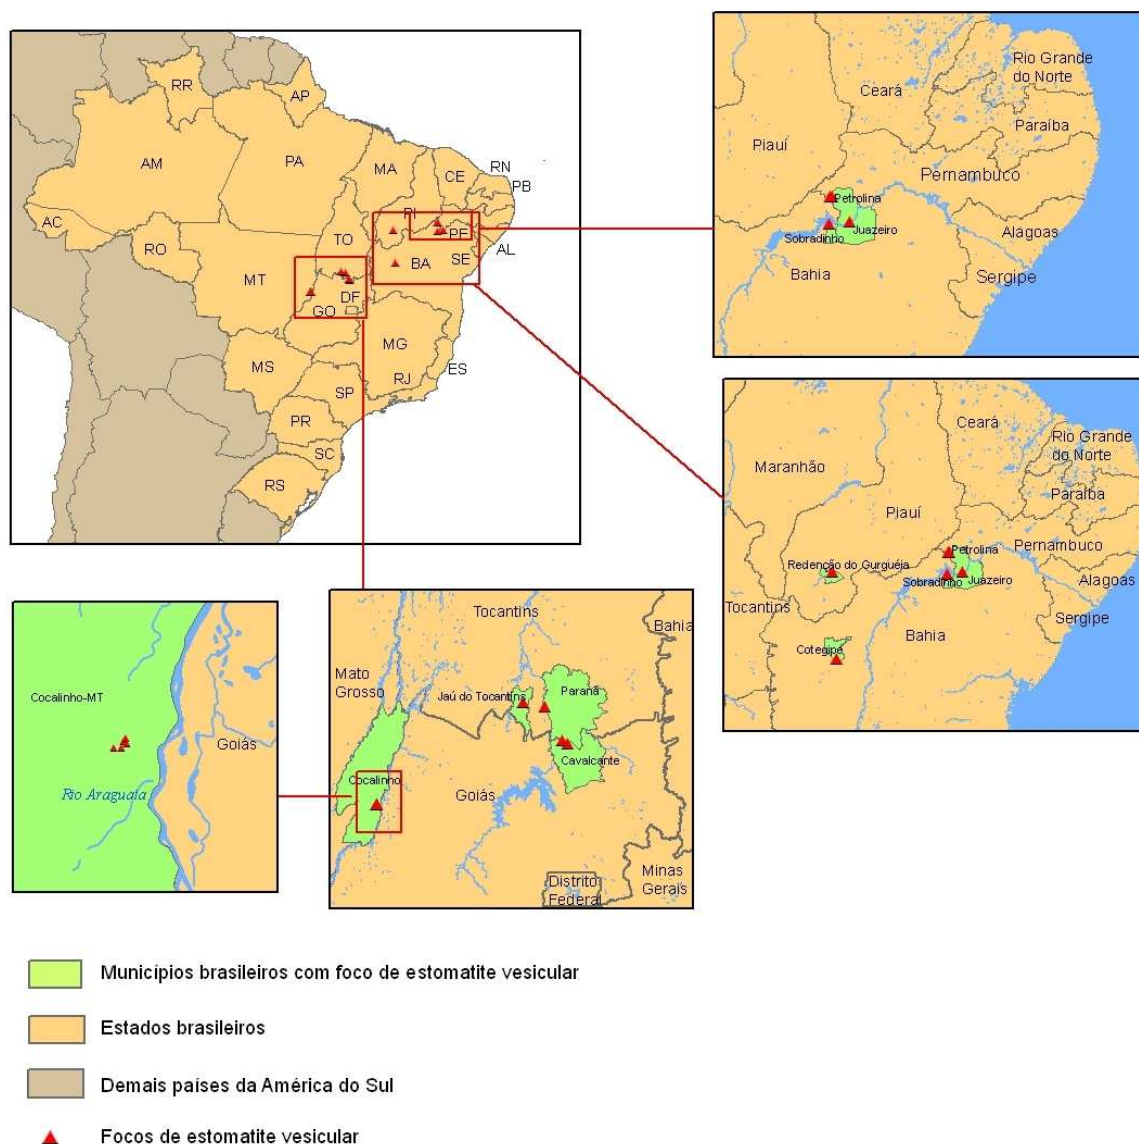 RR
AP
AM
PA
MA
CE
RN
PB
AC
PI
PE
RO
TO
AL
SE
BA
MT
DF
GO
MG
MS
ES
RJ
SP
PR
SC
RS
Rio Grande
do Norte
Ceará
Paraíba
Piauí
Pernambuco
Petrolina
Juazeiro
Sobradinho
Alagoas
Bahia
Sergipe
Ceará
Rio Grande
do Norte
Maranhão
Paraíba
Piauí
Pernambuco
Petrolina
Redenção do Gurguéia
Sobradinho
Juazeiro
Alagoas
Tocantins
Sergipe
Bahia
Cotegipe
Cocalinho-MT
Goiás
Rio Araguaia
Tocantins
Bahia
Mato
Grosso
Jaú do Tocantins
Paranã
Cavalcante
Cocalinho
Goiás
Minas
Gerais
Distrito
Federal
Municípios brasileiros com foco de estomatite vesicular
Estados brasileiros
Demais países da América do Sul
Focos de estomatite vesicular